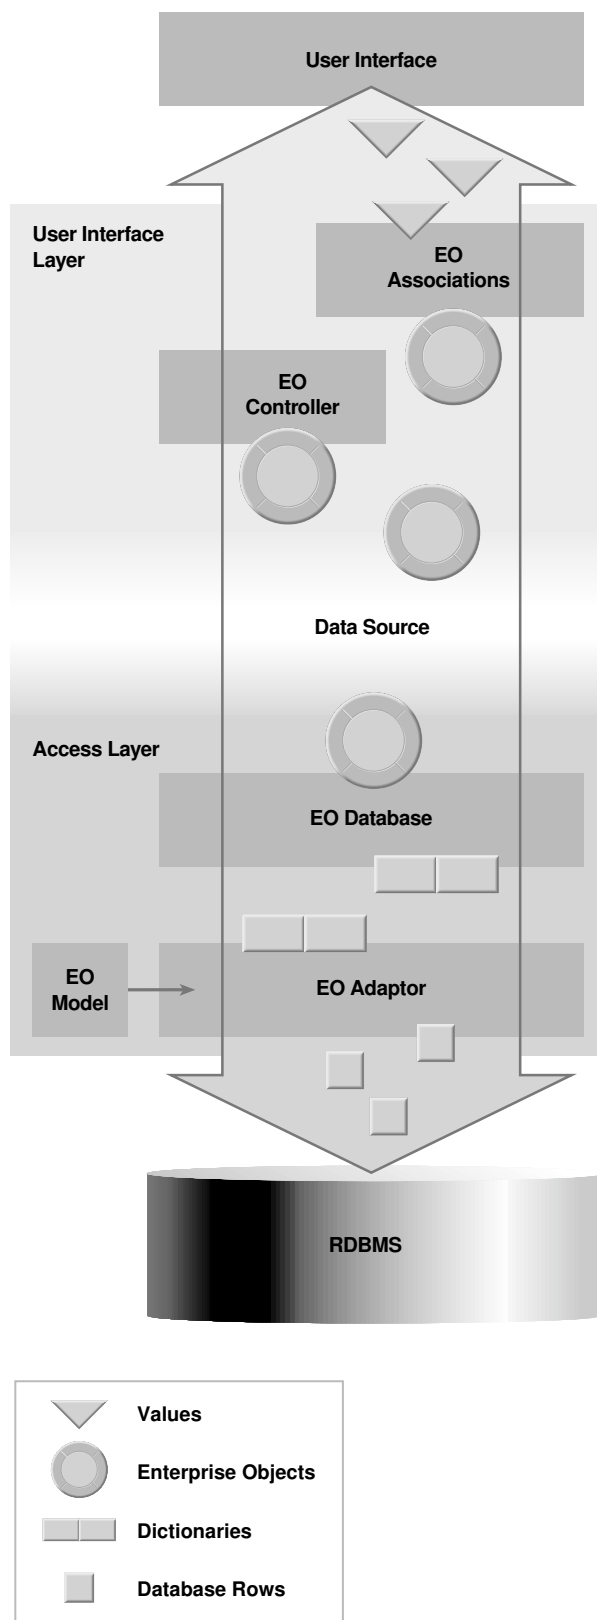 User Interface
User Interface
Layer
EO
Associations
EO
Controller
Data Source
Access Layer
EO Database
EO
Model
EO Adaptor
RDBMS
Values
Enterprise Objects
Dictionaries
Database Rows